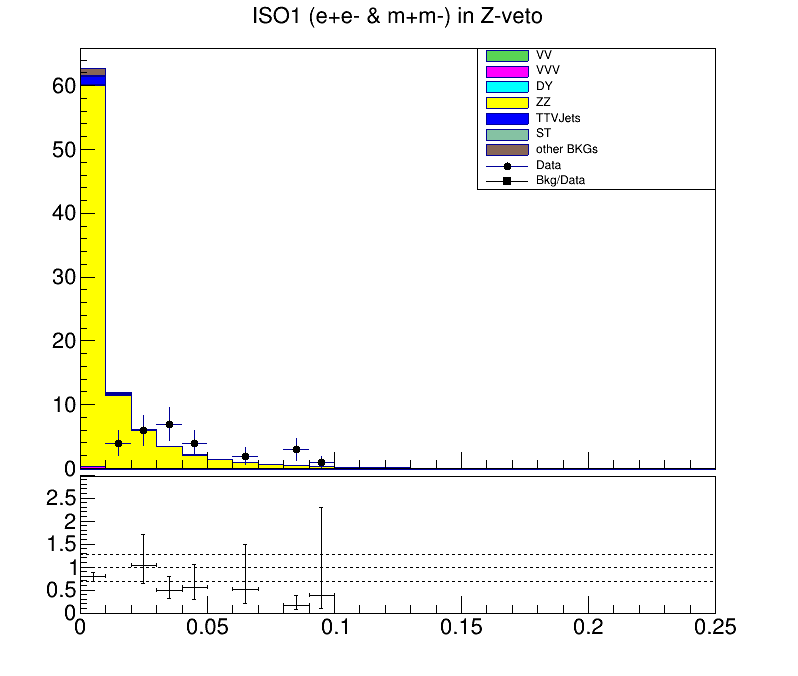 ISO1 (e+e- & m+m-) in Z-veto
VV
VVV
DY
ZZ
TTVJets
ST
other BKGs
Data
Bkg/Data
60
50
40
30
20
10
0
2.5
2
1.5
1
0.5
0
0 0.05 0.1 0.15 0.2 0.25